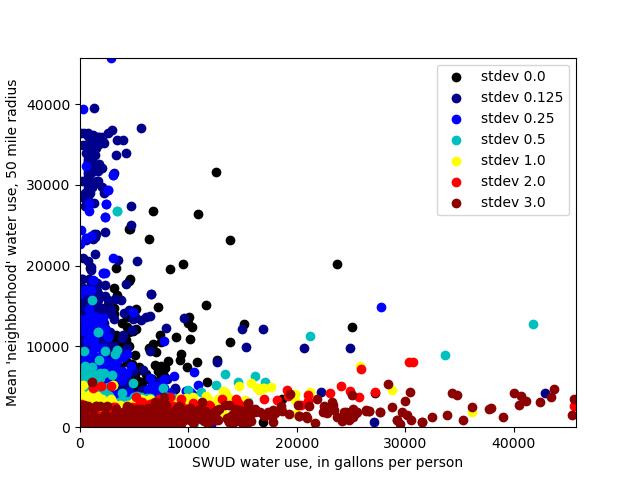 stdev 0.0
stdev 0.125
stdev 0.25
stdev 0.5
stdev 1.0
stdev 2.0
stdev 3.0
Mean 'neighborhood' water use, 50 mile radius
40000
30000
20000
10000
0
0 10000 20000 30000 40000
SWUD water use, in gallons per person